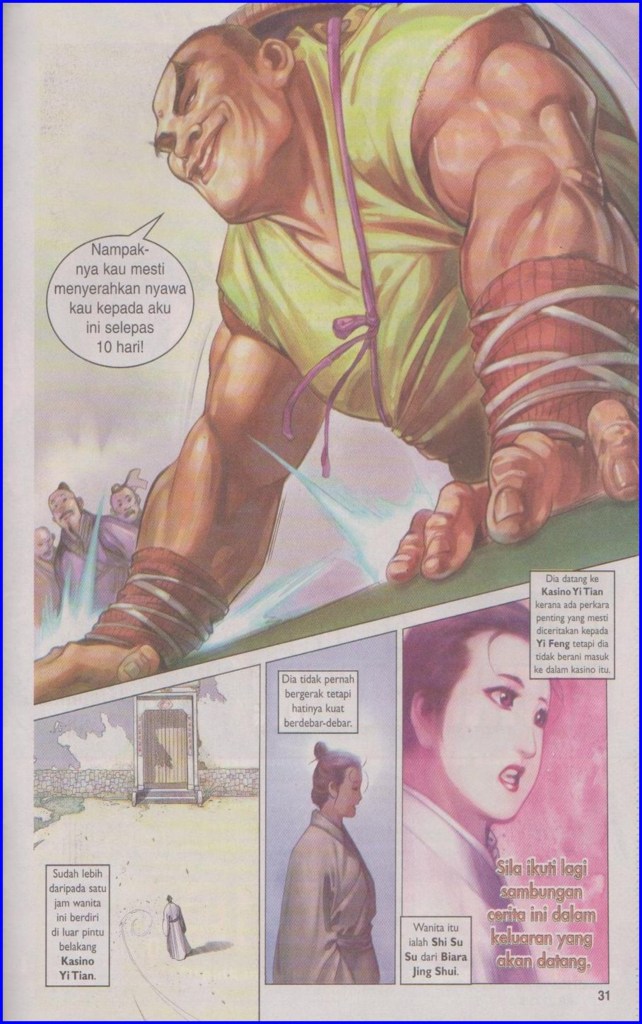 Nampak-
nya kau mesti
menyerahkan nyawa
kau kepada aku
ini selepas
10 hari!
Sudah lebih
daripada satu
jam wanita
ini berdiri
di luar pintu
belakang
Kasino
Yi Tian.
Dia tidak pernah
bergerak tetapi
hatinya kuat
berdebar-debar.
Dia datang ke
Kasino Yi Tian
kerana ada perkara
penting yang mesti
diceritakan kepada
Yi Feng tetapi dia
tidak berani masuk
ke dalam kasino itu.
Wanita itu
ialah Shi Su
Su dari Biara
Jing Shui.
Sila ikuti lagi
sambungan
cerita ini dalam
keluaran yang
akan datang.
31